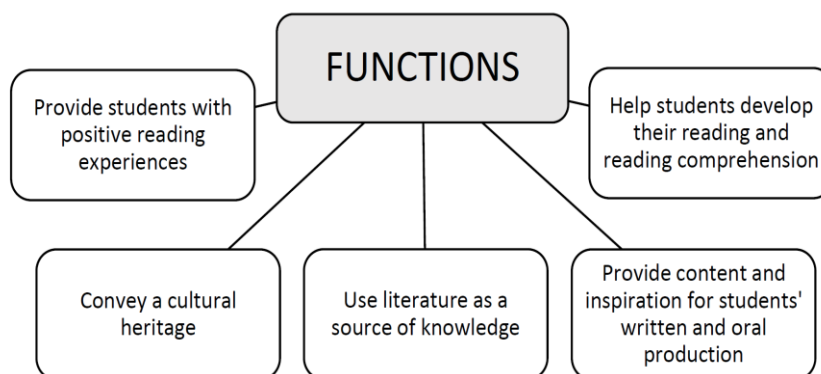 FUNCTIONS
Provide students with
positive reading
experiences
Help students develop
their reading and
reading comprehension
Convey a cultural
heritage
Use literature as a
source of knowledge
Provide content and
inspiration for students'
written and oral
production